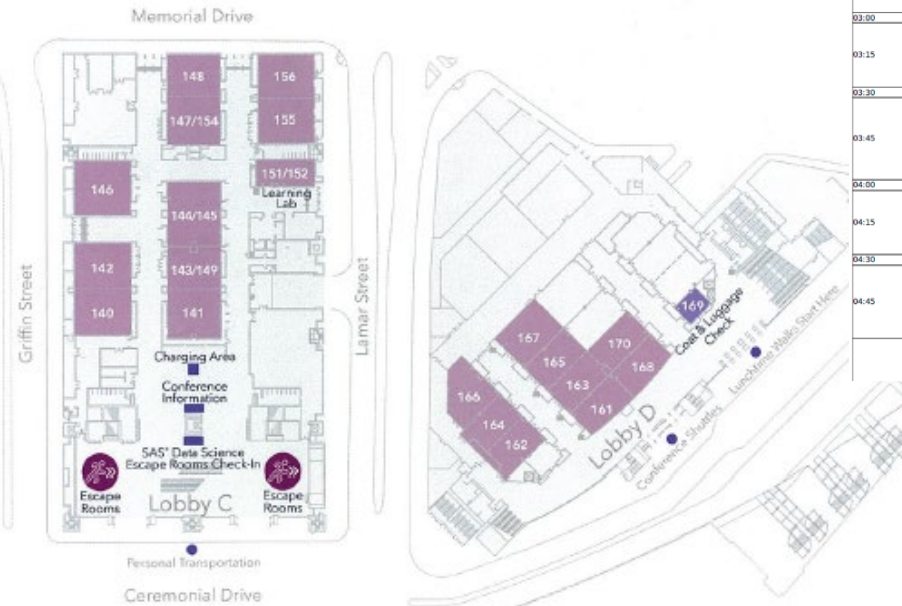 Memorial Drive
148
156
147/154
155
151/152
Learning
Lab
146
144/145
142
143/149
140
141
Griffin Street
Lamar Street
Charging Area
Conference
Information
SAS® Data Science
Escape Rooms Check-In
Escape
Rooms
Lobby C
Escape
Rooms
Personal Transportation
Ceremonial Drive
169
Coat & Luggage
Check
167
170
165
168
163
166
161
164
162
Lobby D
Conference Shuttles
Lunchtime Walks Start Here
03:00
03:15
03:30
03:45
04:00
04:15
04:30
04:45